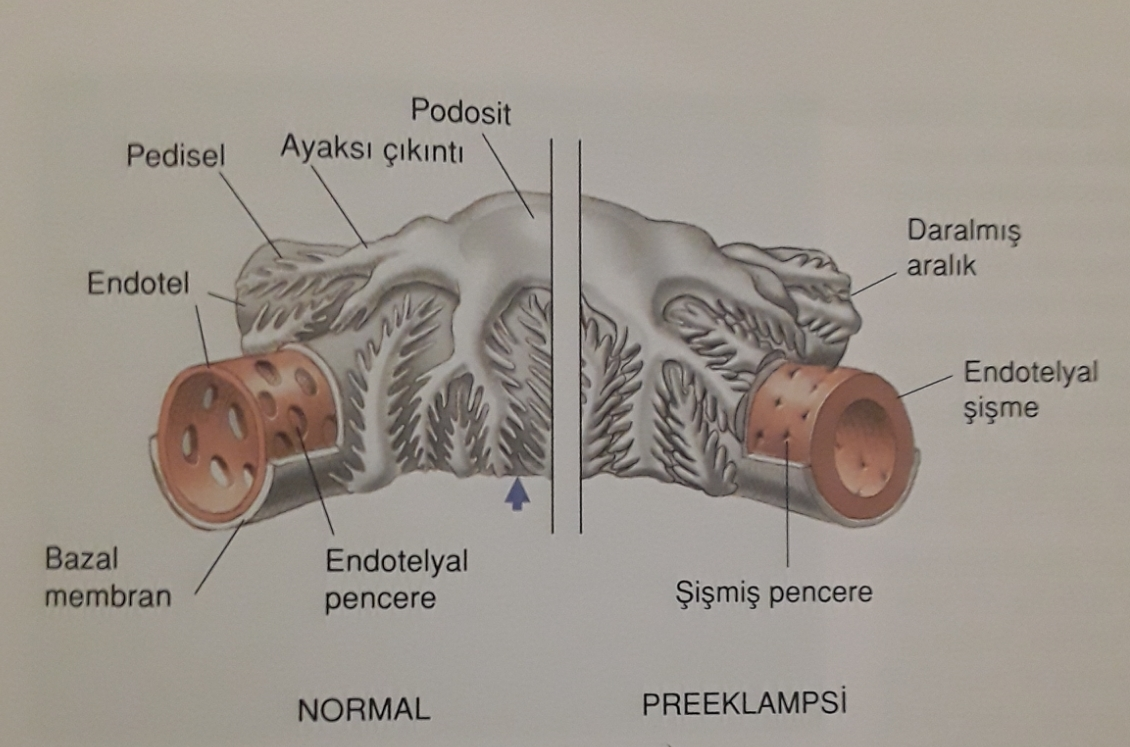 Podosit
Pedisel
Ayaksı çıkıntı
Daralmış
aralık
Endotel
Endotelyal
şişme
Bazal
membran
Endotelyal
pencere
Şişmiş pencere
NORMAL
PREEKLAMPSİ